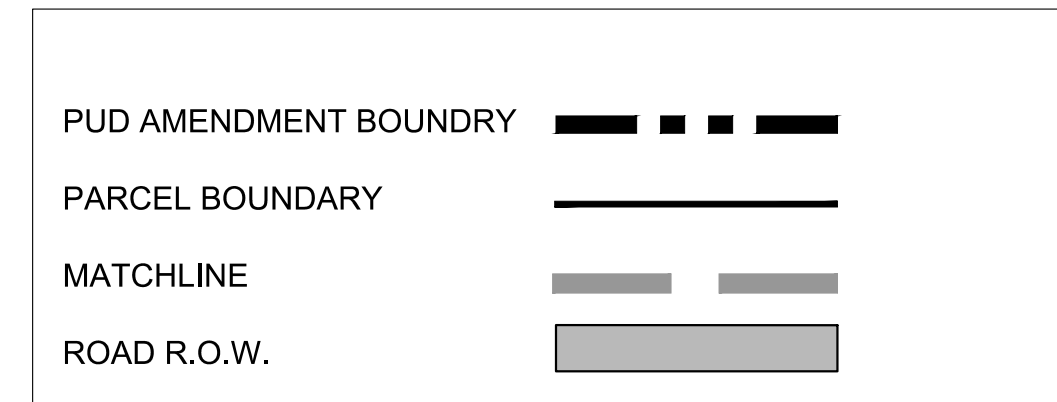 PUD AMENDMENT BOUNDRY
PARCEL BOUNDARY
MATCHLINE
ROAD R.O.W.